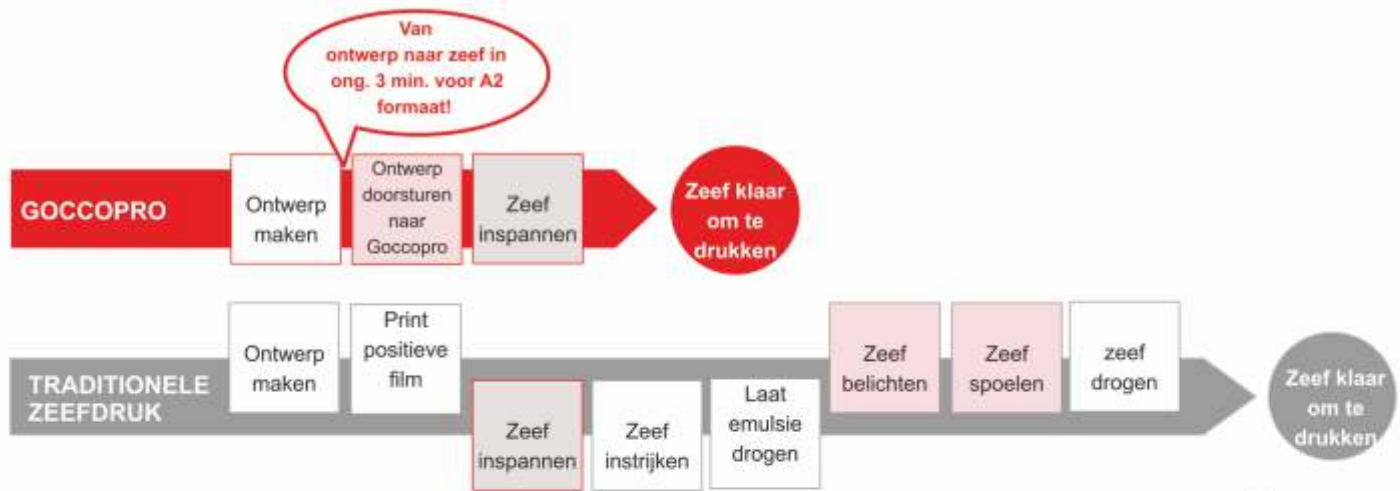 Van
ontwerp naar zeef in
ong. 3 min. voor A2
formaat!
GOCCOPRO
Ontwerp
maken
Ontwerp
doorsturen
naar
Goccopro
Zeef
inspannen
Zeef klaar
om te
drukken
TRADITIONELE
ZEEFDRUK
Ontwerp
maken
Print
positieve
film
Zeef
inspannen
Zeef
instrijken
Laat
emulsie
drogen
Zeef
belichten
Zeef
spoelen
zeef
drogen
Zeef klaar
om te
drukken